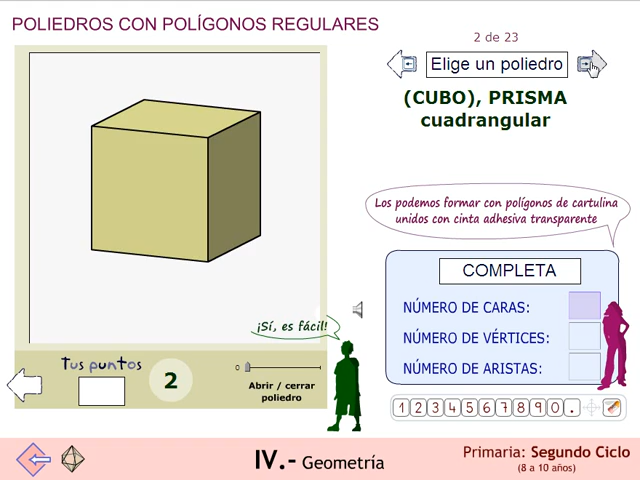 POLIEDROS CON POLÍGONOS REGULARES
2 de 23
Elige un poliedro
(CUBO), PRISMA
cuadrangular
Los podemos formar con polígonos de cartulina
unidos con cinta adhesiva transparente
COMPLETA
NÚMERO DE CARAS:
NÚMERO DE VÉRTICES:
NÚMERO DE ARISTAS:
1 2 3 4 5 6 7 8 9 0 .
¡Sí, es fácil!
Tus puntos
2
0
1
Abrir / cerrar
poliedro
IV.- Geometría
Primaria: Segundo Ciclo
(8 a 10 años)